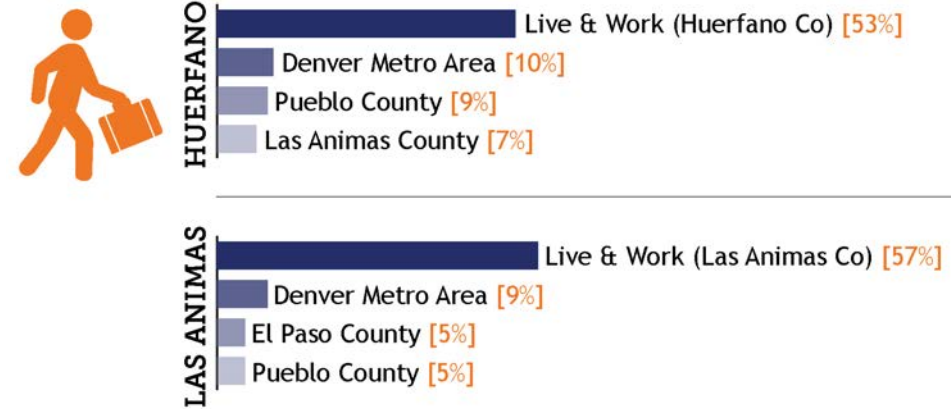 HUERFANO
Live & Work (Huerfano Co) [53%]
Denver Metro Area [10%]
Pueblo County [9%]
Las Animas County [7%]
LAS ANIMAS
Live & Work (Las Animas Co) [57%]
Denver Metro Area [9%]
El Paso County [5%]
Pueblo County [5%]